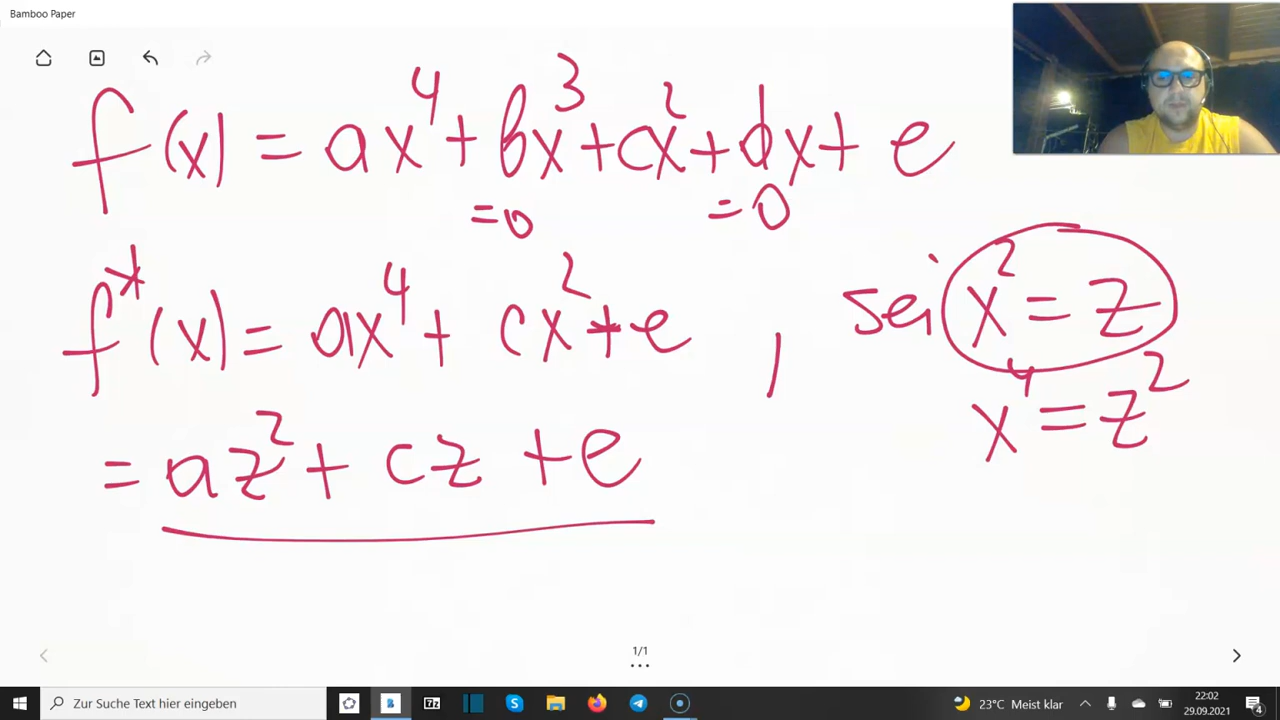 Bamboo Paper
f(x) = ax⁴ + bx³ + cx² + dx + e
=0 =0
f*(x) = ax⁴ + cx² + e , sei x² = z
x⁴ = z²
= az² + cz + e
1/1
Zur Suche Text hier eingeben
23°C Meist klar
22:02
29.09.2021
4